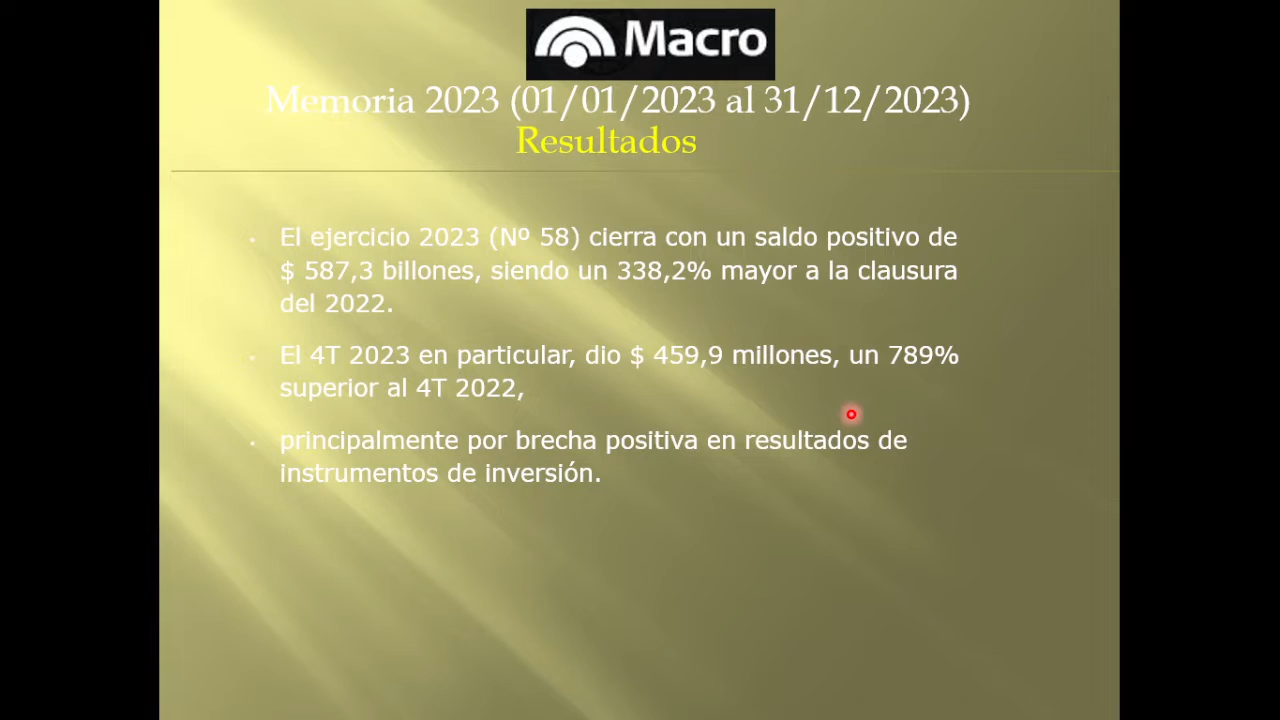 Macro
Memoria 2023 (01/01/2023 al 31/12/2023)
Resultados
• El ejercicio 2023 (Nº 58) cierra con un saldo positivo de
$ 587,3 billones, siendo un 338,2% mayor a la clausura
del 2022.
• El 4T 2023 en particular, dio $ 459,9 millones, un 789%
superior al 4T 2022,
• principalmente por brecha positiva en resultados de
instrumentos de inversión.